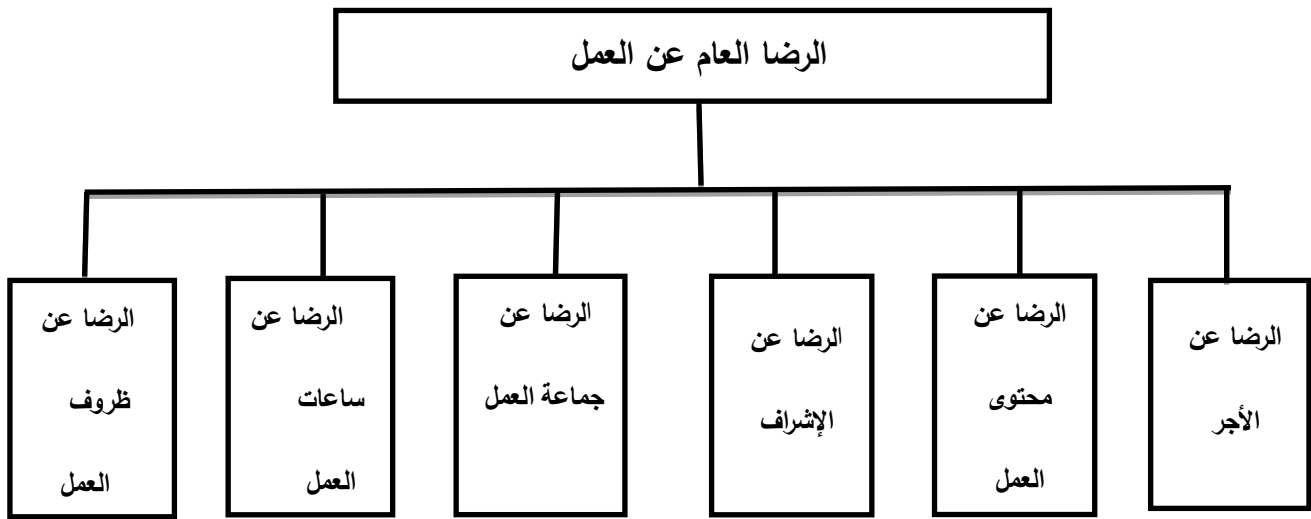 الرضا العام عن العمل
الرضا عن
الأجر
الرضا عن
محتوى
العمل
الرضا عن
الإشراف
الرضا عن
جماعة العمل
الرضا عن
ساعات
العمل
الرضا عن
ظروف
العمل